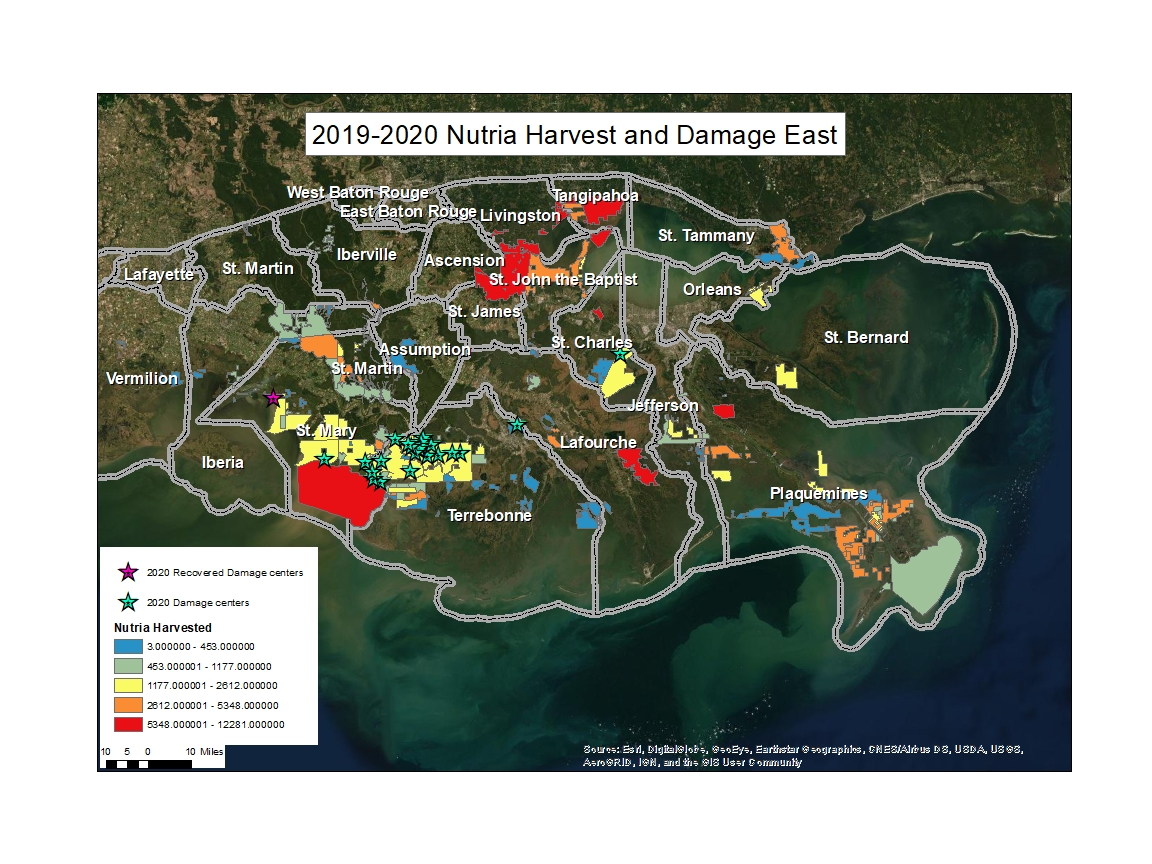 2019-2020 Nutria Harvest and Damage East
West Baton Rouge
Tangipahoa
East Baton Rouge
Livingston
St. Tammany
Iberville
Ascension
Lafayette
St. Martin
St. John the Baptist
Orleans
St. James
St. Bernard
St. Charles
Assumption
St. Martin
Vermilion
Jefferson
St. Mary
Lafourche
Iberia
Plaquemines
Terrebonne
2020 Recovered Damage centers
2020 Damage centers
Nutria Harvested
3.000000 - 453.000000
453.000001 - 1177.000000
1177.000001 - 2612.000000
2612.000001 - 5348.000000
5348.000001 - 12281.000000
10 5 0 10 Miles
Source: Esri, DigitalGlobe, GeoEye, Earthstar Geographics, CNES/Airbus DS, USDA, USGS,
AeroGRID, IGN, and the GIS User Community